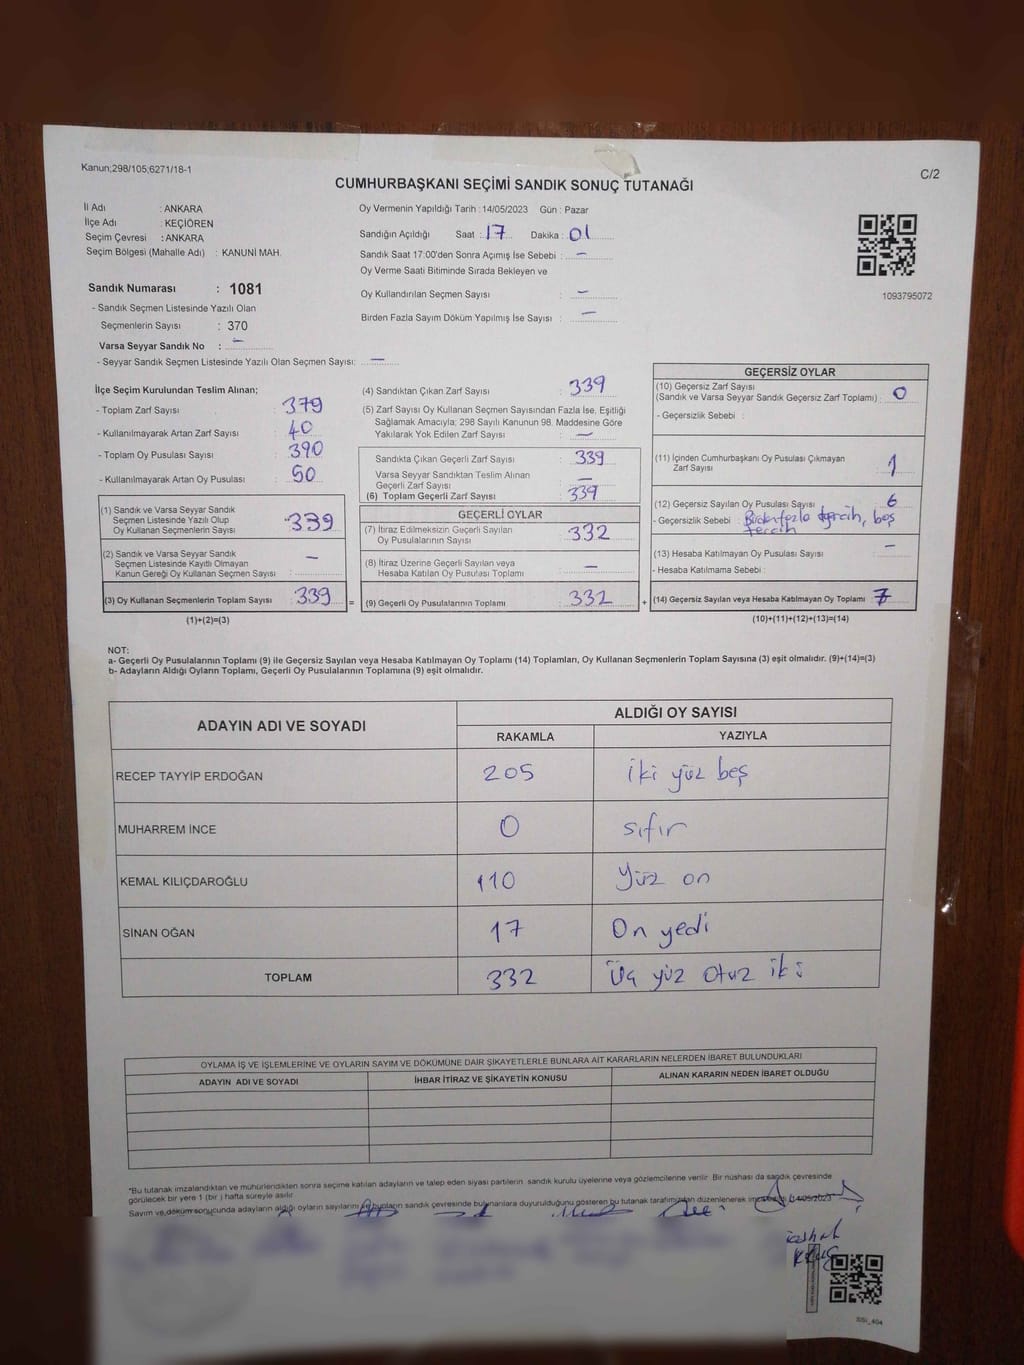 Kanun;298/105;6271/18-1
C/2
CUMHURBAŞKANI SEÇİMİ SANDIK SONUÇ TUTANAĞI
İl Adı : ANKARA
İlçe Adı : KEÇİÖREN
Seçim Çevresi : ANKARA
Seçim Bölgesi (Mahalle Adı) : KANUNİ MAH.
Sandık Numarası : 1081
- Sandık Seçmen Listesinde Yazılı Olan
Seçmenlerin Sayısı : 370
Varsa Seyyar Sandık No : -
- Seyyar Sandık Seçmen Listesinde Yazılı Olan Seçmen Sayısı: -
Oy Vermenin Yapıldığı Tarih : 14/05/2023 Gün : Pazar
Sandığın Açıldığı Saat : 17 Dakika : 01
Sandık Saat 17:00'den Sonra Açımış İse Sebebi : -
Oy Verme Saati Bitiminde Sırada Bekleyen ve
Oy Kullandırılan Seçmen Sayısı : -
Birden Fazla Sayım Döküm Yapılmış İse Sayısı : -
1093795072
İlçe Seçim Kurulundan Teslim Alınan;
- Toplam Zarf Sayısı : 379
- Kullanılmayarak Artan Zarf Sayısı : 40
- Toplam Oy Pusulası Sayısı : 390
- Kullanılmayarak Artan Oy Pusulası : 50
(1) Sandık ve Varsa Seyyar Sandık
Seçmen Listesinde Yazılı Olup
Oy Kullanan Seçmenlerin Sayısı : 339
(2) Sandık ve Varsa Seyyar Sandık
Seçmen Listesinde Kayıtlı Olmayan
Kanun Gereği Oy Kullanan Seçmen Sayısı : -
(3) Oy Kullanan Seçmenlerin Toplam Sayısı : 339
(1)+(2)=(3)
(4) Sandıktan Çıkan Zarf Sayısı : 339
(5) Zarf Sayısı Oy Kullanan Seçmen Sayısından Fazla İse, Eşitliği
Sağlamak Amacıyla; 298 Sayılı Kanunun 98. Maddesine Göre
Yakılarak Yok Edilen Zarf Sayısı : -
Sandıkta Çıkan Geçerli Zarf Sayısı : 339
Varsa Seyyar Sandıktan Teslim Alınan
Geçerli Zarf Sayısı : -
(6) Toplam Geçerli Zarf Sayısı : 339
GEÇERLİ OYLAR
(7) İtiraz Edilmeksizin Geçerli Sayılan
Oy Pusulalarının Sayısı : 332
(8) İtiraz Üzerine Geçerli Sayılan veya
Hesaba Katılan Oy Pusulası Toplamı : -
= (9) Geçerli Oy Pusulalarının Toplamı : 332
GEÇERSİZ OYLAR
(10) Geçersiz Zarf Sayısı
(Sandık ve Varsa Seyyar Sandık Geçersiz Zarf Toplamı) : 0
- Geçersizlik Sebebi :
(11) İçinden Cumhurbaşkanı Oy Pusulası Çıkmayan
Zarf Sayısı : 1
(12) Geçersiz Sayılan Oy Pusulası Sayısı : 6
- Geçersizlik Sebebi : Birden fazla tercih, beş
tercih
(13) Hesaba Katılmayan Oy Pusulası Sayısı : -
- Hesaba Katılmama Sebebi :
+ (14) Geçersiz Sayılan veya Hesaba Katılmayan Oy Toplamı : 7
(10)+(11)+(12)+(13)=(14)
NOT:
a- Geçerli Oy Pusulalarının Toplamı (9) ile Geçersiz Sayılan veya Hesaba Katılmayan Oy Toplamı (14) Toplamları, Oy Kullanan Seçmenlerin Toplam Sayısına (3) eşit olmalıdır. (9)+(14)=(3)
b- Adayların Aldığı Oyların Toplamı, Geçerli Oy Pusulalarının Toplamına (9) eşit olmalıdır.
ADAYIN ADI VE SOYADI ALDIĞI OY SAYISI
RAKAMLA YAZIYLA
RECEP TAYYİP ERDOĞAN 205 iki yüz beş
MUHARREM İNCE 0 sıfır
KEMAL KILIÇDAROĞLU 110 Yüz on
SİNAN OĞAN 17 On yedi
TOPLAM 332 Üç yüz otuz iki
OYLAMA İŞ VE İŞLEMLERİNE VE OYLARIN SAYIM VE DÖKÜMÜNE DAİR ŞİKAYETLERLE BUNLARA AİT KARARLARIN NELERDEN İBARET BULUNDUKLARI
ADAYIN ADI VE SOYADI İHBAR İTİRAZ VE ŞİKAYETİN KONUSU ALINAN KARARIN NEDEN İBARET OLDUĞU
"Bu tutanak imzalandıktan ve mühürlendikten sonra seçime katılan adayların ve talep eden siyasi partilerin sandık kurulu üyelerine veya gözlemcilerine verilir. Bir nüshası da sandık çevresinde
görülecek bir yere 1 (bir ) hafta süreyle asılır.
Sayım ve döküm sonucunda adayların aldığı oyların sayılarını ve bunların sandık çevresinde bulunanlara duyurulduğunu gösteren bu tutanak tarafımızdan düzenlenerek 14/05/2023